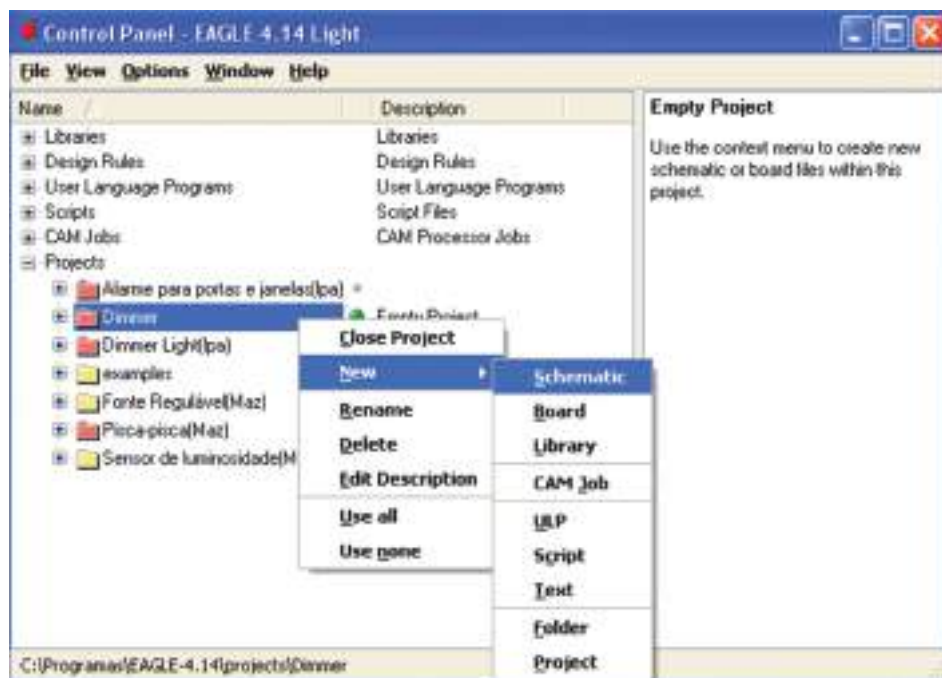 Control Panel - EAGLE 4.14 Light
File View Options Window Help
Name Description
Libraries Libraries
Design Rules Design Rules
User Language Programs User Language Programs
Scripts Script Files
CAM Jobs CAM Processor Jobs
Projects
Alarme para portas e janelas(Ipa)
Dimmer Empty Project
Dimmer Light(Ipa)
examples
Fonte Regulável(Maz)
Pisca-pisca(Maz)
Sensor de luminosidade(M
Close Project
New
Rename
Delete
Edit Description
Use all
Use none
Schematic
Board
Library
CAM Job
ULP
Script
Text
Folder
Project
Empty Project
Use the context menu to create new
schematic or board files within this
project.
C:\Programas\EAGLE-4.14\projects\Dimmer